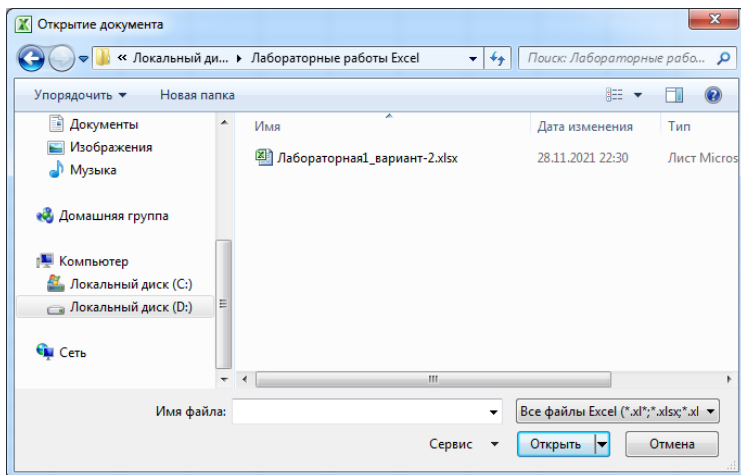 Открытие документа
« Локальный ди... Лабораторные работы Excel
Поиск: Лабораторные рабо...
Упорядочить Новая папка
Документы
Изображения
Музыка
Домашняя группа
Компьютер
Локальный диск (C:)
Локальный диск (D:)
Сеть
Имя Дата изменения Тип
Лабораторная1_вариант-2.xlsx 28.11.2021 22:30 Лист Micros
Имя файла:
Все файлы Excel (*.xl*;*.xlsx;*.xl
Сервис Открыть Отмена